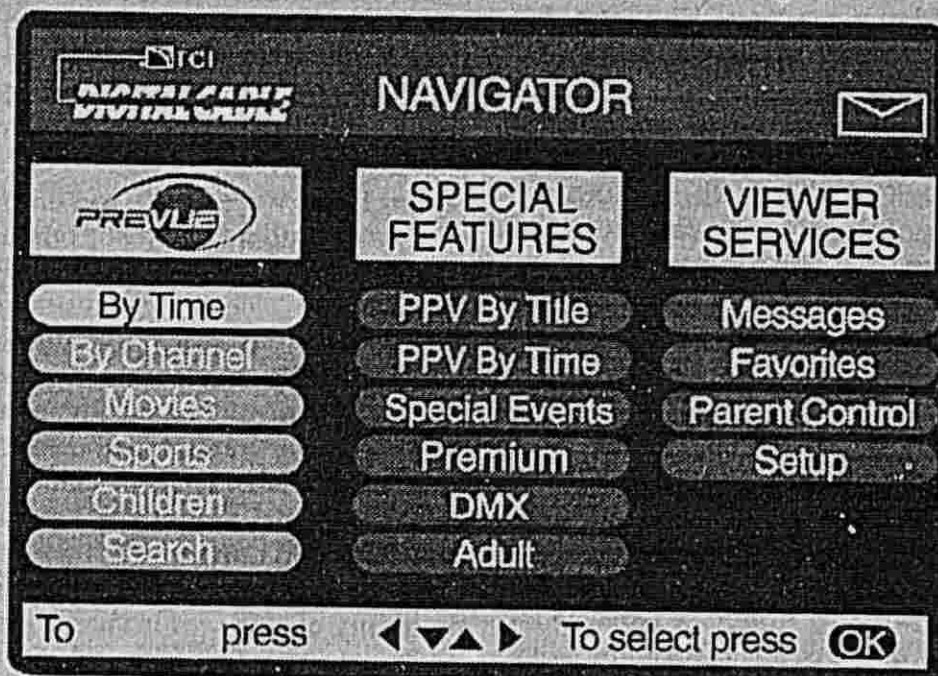 TCI
DIGITAL CABLE
NAVIGATOR
PREVUE
By Time
By Channel
Movies
Sports
Children
Search
SPECIAL
FEATURES
PPV By Title
PPV By Time
Special Events
Premium
DMX
Adult
VIEWER
SERVICES
Messages
Favorites
Parent Control
Setup
To press ◀ ▼▲ ▶ To select press OK